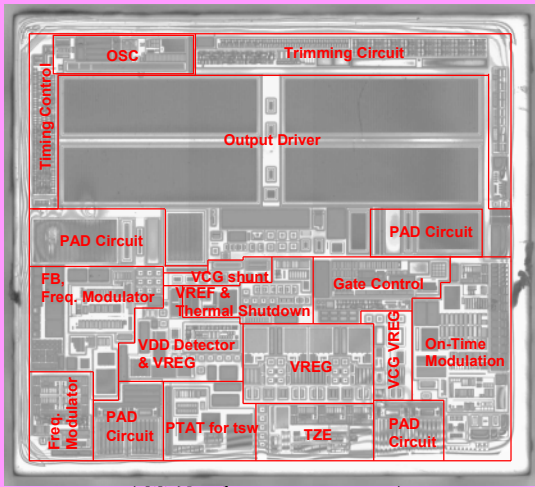 OSC
Trimming Circuit
Timing Control
Output Driver
PAD Circuit
PAD Circuit
FB,
Freq. Modulator
VCG shunt
VREF &
Thermal Shutdown
Gate Control
VDD Detector
& VREG
VREG
VCG VREG
On-Time
Modulation
Freq.
Modulator
PAD
Circuit
PTAT for tsw
TZE
PAD
Circuit